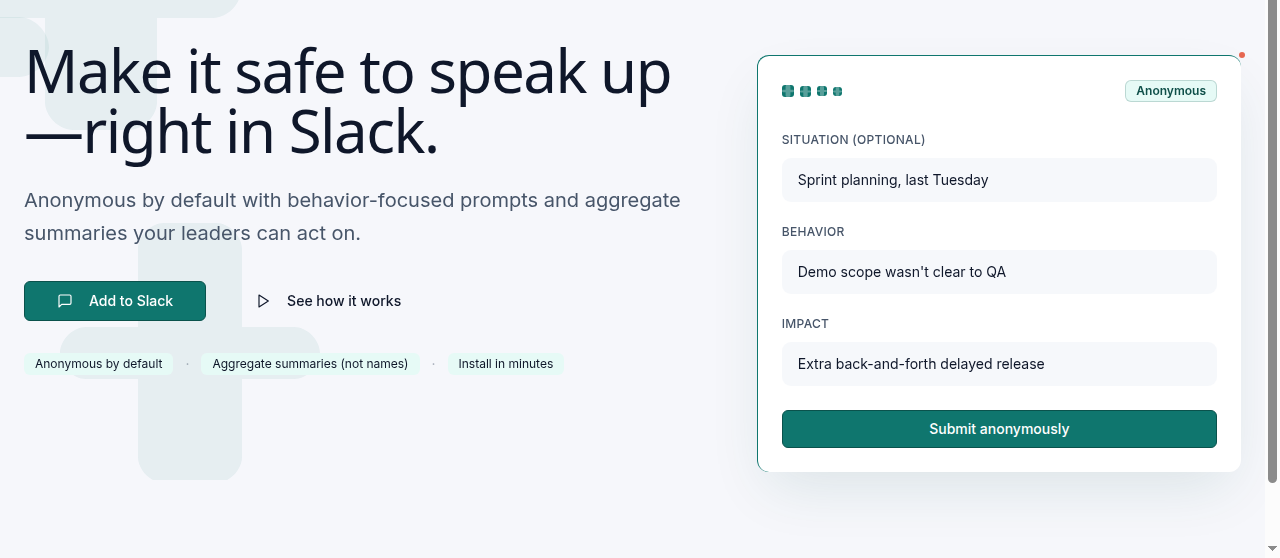 Make it safe to speak up
—right in Slack.
Anonymous by default with behavior-focused prompts and aggregate
summaries your leaders can act on.
Add to Slack
See how it works
Anonymous by default · Aggregate summaries (not names) · Install in minutes
Anonymous
SITUATION (OPTIONAL)
Sprint planning, last Tuesday
BEHAVIOR
Demo scope wasn't clear to QA
IMPACT
Extra back-and-forth delayed release
Submit anonymously